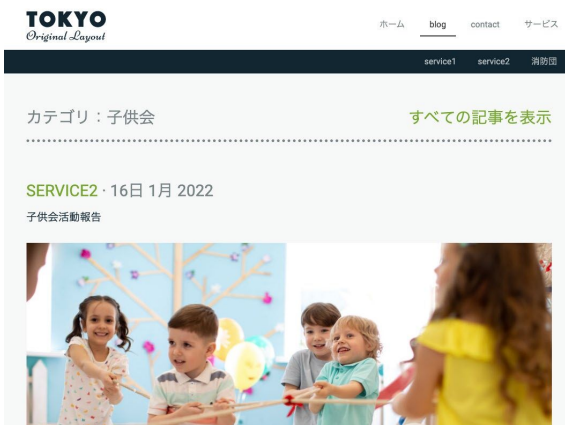 TOKYO
Original Layout
ホーム blog contact サービス
service1 service2 消防団
カテゴリ：子供会 すべての記事を表示
SERVICE2 · 16日 1月 2022
子供会活動報告